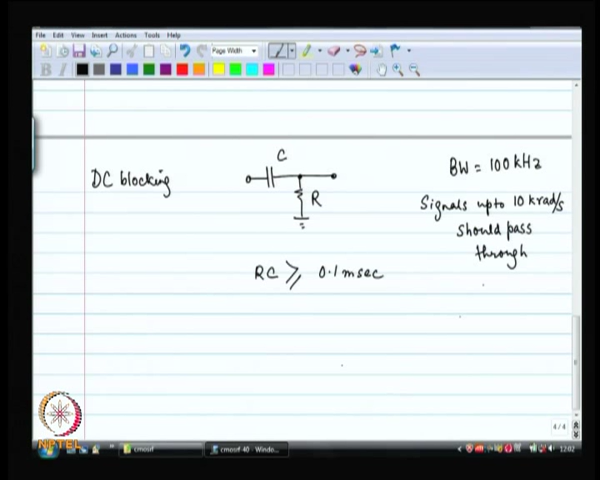 File Edit View Insert Actions Tools Help
Page Width
B I
DC blocking
C
R
BW = 100 kHz
Signals upto 10 krad/s
should pass
through
RC ⩾ 0.1 msec
4/4
NPTEL
cmosrf
cmosrf-40 - Windo...
12:02